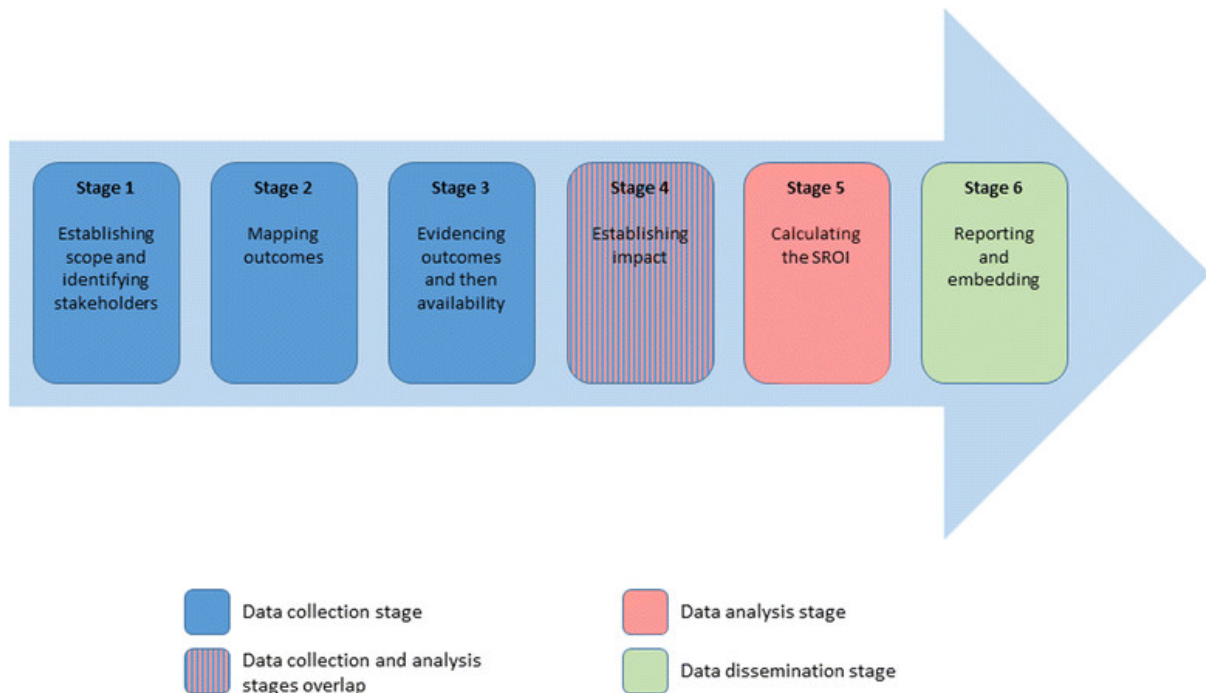 Stage 1
Establishing
scope and
identifying
stakeholders
Stage 2
Mapping
outcomes
Stage 3
Evidencing
outcomes
and then
availability
Stage 4
Establishing
impact
Stage 5
Calculating
the SROI
Stage 6
Reporting
and
embedding
Data collection stage
Data analysis stage
Data collection and analysis
stages overlap
Data dissemination stage